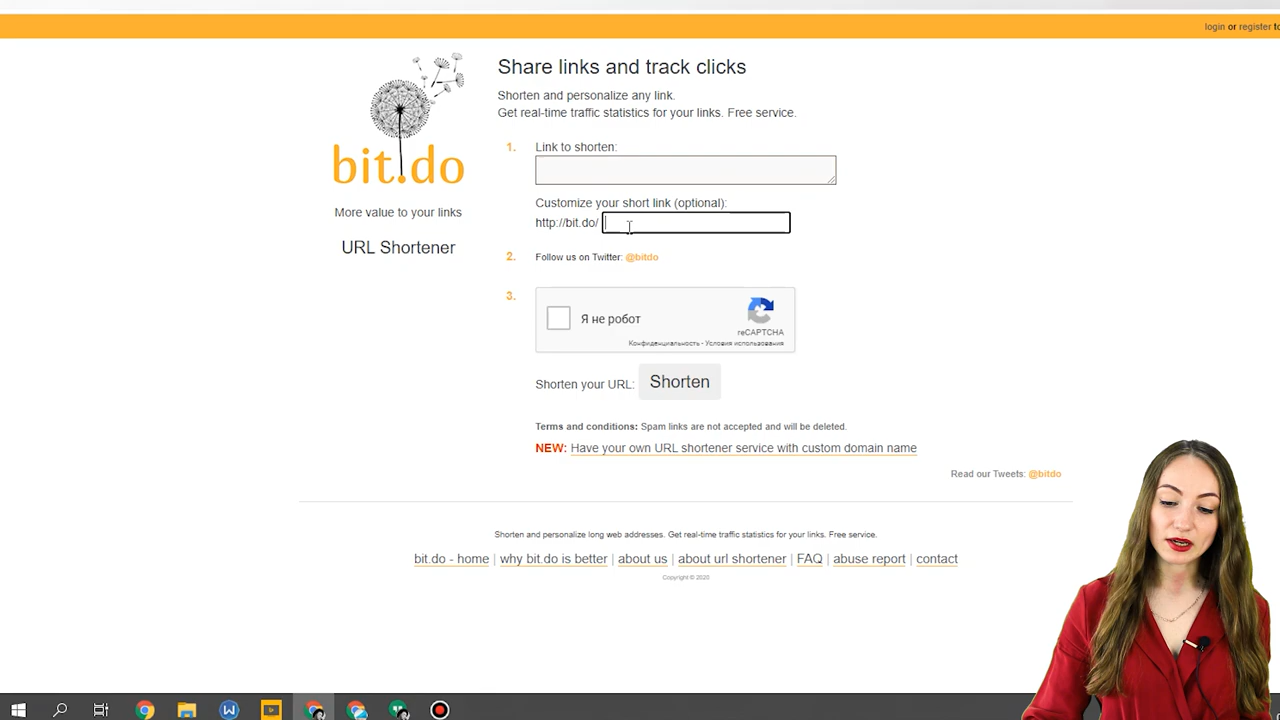 login or register to
Share links and track clicks
Shorten and personalize any link.
Get real-time traffic statistics for your links. Free service.
bit.do
More value to your links
URL Shortener
1. Link to shorten:
Customize your short link (optional):
http://bit.do/
2. Follow us on Twitter: @bitdo
3. Я не робот
reCAPTCHA
Конфиденциальность - Условия использования
Shorten your URL: Shorten
Terms and conditions: Spam links are not accepted and will be deleted.
NEW: Have your own URL shortener service with custom domain name
Read our Tweets: @bitdo
Shorten and personalize long web addresses. Get real-time traffic statistics for your links. Free service.
bit.do - home | why bit.do is better | about us | about url shortener | FAQ | abuse report | contact
Copyright © 2020